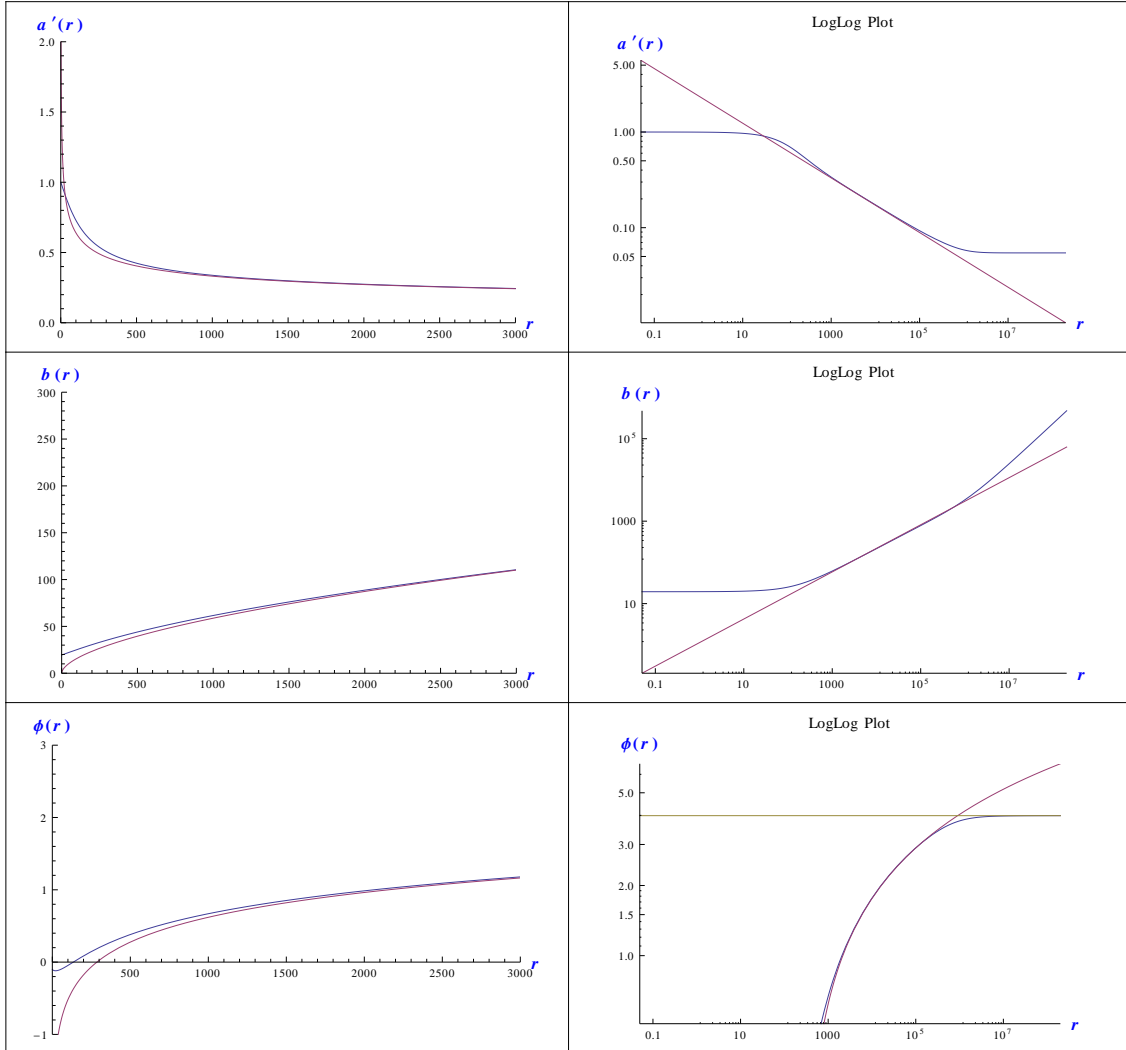 a′(r)
2.0
1.5
1.0
0.5
0.0
0 500 1000 1500 2000 2500 3000 r
LogLog Plot
a′(r)
5.00
1.00
0.50
0.10
0.05
0.1 10 1000 10^5 10^7 r
b(r)
300
250
200
150
100
50
0
0 500 1000 1500 2000 2500 3000 r
LogLog Plot
b(r)
10^5
1000
10
0.1 10 1000 10^5 10^7 r
ϕ(r)
3
2
1
0
−1
500 1000 1500 2000 2500 3000 r
LogLog Plot
ϕ(r)
5.0
3.0
2.0
1.5
1.0
0.1 10 1000 10^5 10^7 r